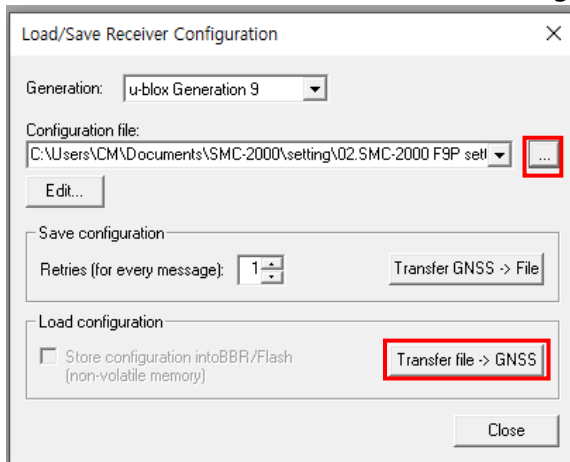 Load/Save Receiver Configuration
Generation: u-blox Generation 9
Configuration file:
C:\Users\CM\Documents\SMC-2000\setting\02.SMC-2000 F9P sett
...
Edit...
Save configuration
Retries (for every message): 1 Transfer GNSS -> File
Load configuration
Store configuration intoBBR/Flash
(non-volatile memory)
Transfer file -> GNSS
Close